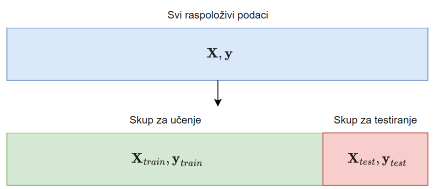 Svi raspoloživi podaci
X, y
Skup za učenje
Skup za testiranje
X_train, y_train
X_test, y_test